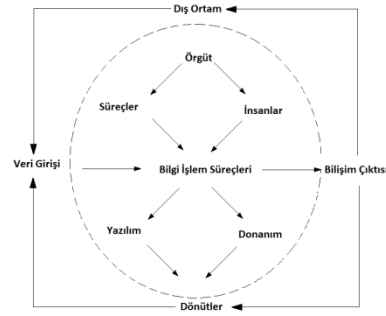 Dış Ortam
Örgüt
Süreçler
İnsanlar
Veri Girişi
Bilgi İşlem Süreçleri
Bilişim Çıktısı
Yazılım
Donanım
Dönütler